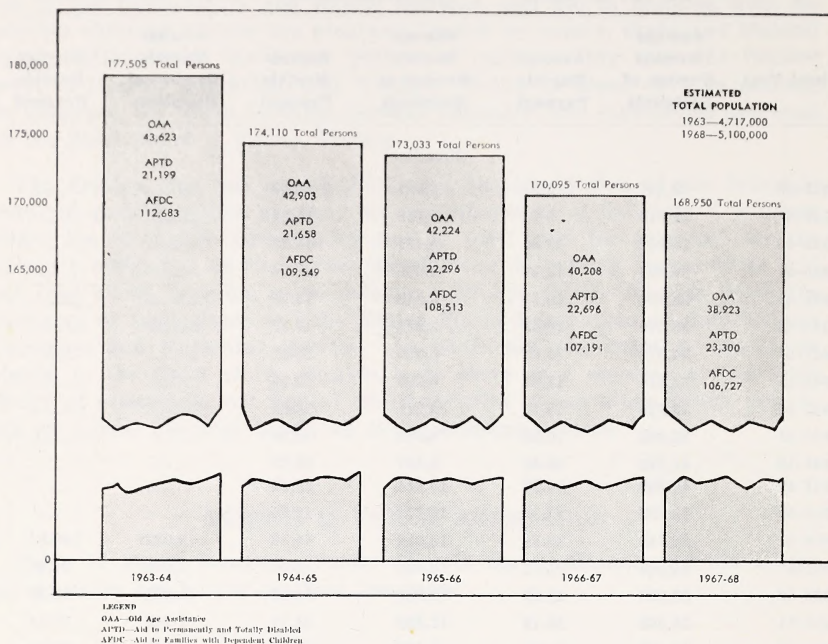 180,000
175,000
170,000
165,000
0
177,505 Total Persons
OAA
43,623
APTD
21,199
AFDC
112,683
174,110 Total Persons
OAA
42,903
APTD
21,658
AFDC
109,549
173,033 Total Persons
OAA
42,224
APTD
22,296
AFDC
108,513
170,095 Total Persons
OAA
40,208
APTD
22,696
AFDC
107,191
168,950 Total Persons
OAA
38,923
APTD
23,300
AFDC
106,727
ESTIMATED
TOTAL POPULATION
1963—4,717,000
1968—5,100,000
1963-64
1964-65
1965-66
1966-67
1967-68
LEGEND
OAA—Old Age Assistance
APTD—Aid to Permanently and Totally Disabled
AFDC—Aid to Families with Dependent Children